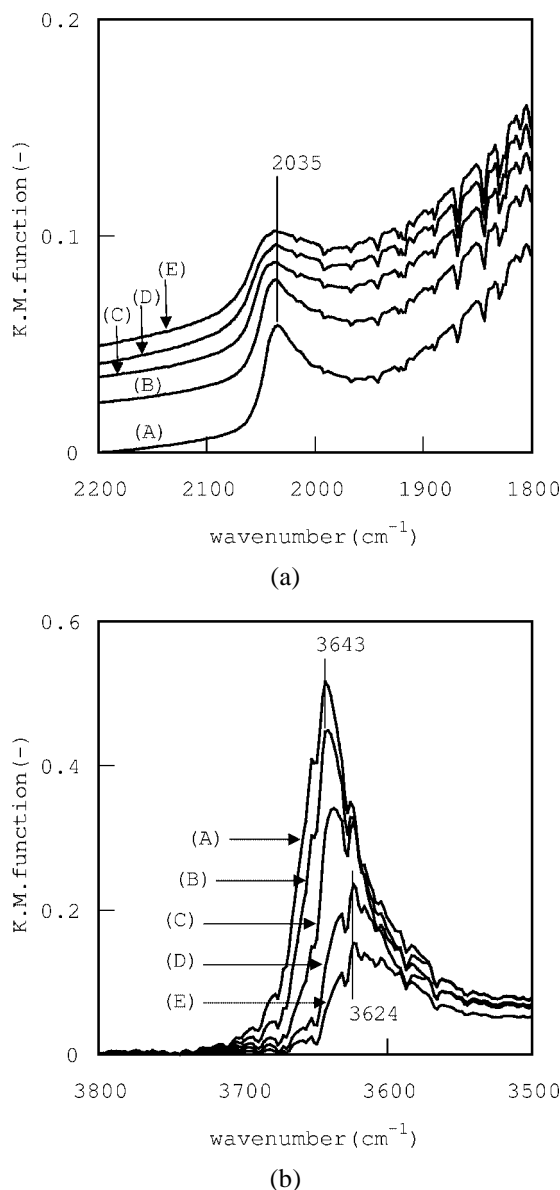 0.2
K.M.function(-)
2035
0.1
(E)
(D)
(C)
(B)
(A)
0
2200 2100 2000 1900 1800
wavenumber(cm⁻¹)
(a)
0.6
K.M.function(-)
3643
0.4
(A)
(B)
0.2
(C)
(D)
(E)
3624
0
3800 3700 3600 3500
wavenumber(cm⁻¹)
(b)